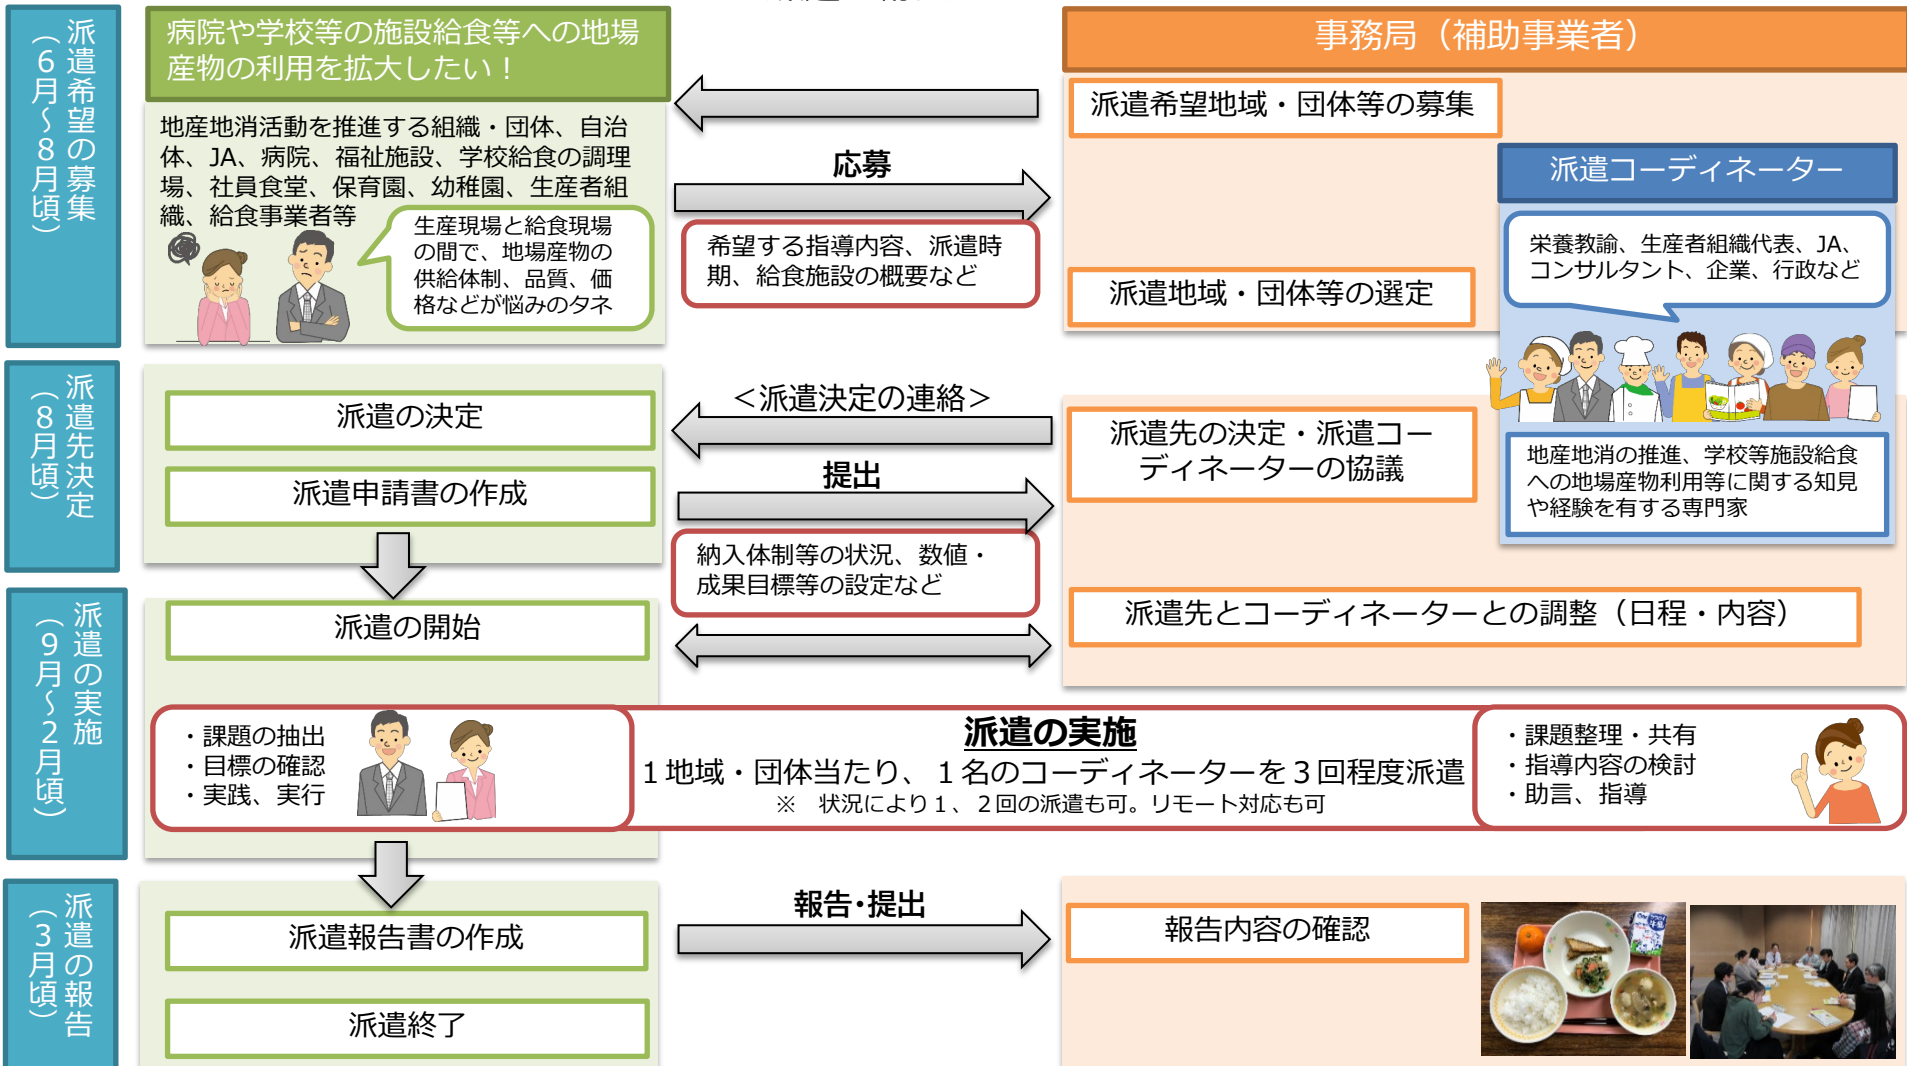 派遣希望の募集
（6月～8月頃）
病院や学校等の施設給食等への地場
産物の利用を拡大したい！
地産地消活動を推進する組織・団体、自治
体、JA、病院、福祉施設、学校給食の調理
場、社員食堂、保育園、幼稚園、生産者組
織、給食事業者等
生産現場と給食現場
の間で、地場産物の
供給体制、品質、価
格などが悩みのタネ
応募
希望する指導内容、派遣時
期、給食施設の概要など
事務局（補助事業者）
派遣希望地域・団体等の募集
派遣地域・団体等の選定
派遣コーディネーター
栄養教諭、生産者組織代表、JA、
コンサルタント、企業、行政など
地産地消の推進、学校等施設給食
への地場産物利用等に関する知見
や経験を有する専門家
派遣先決定
（8月頃）
派遣の決定
派遣申請書の作成
＜派遣決定の連絡＞
提出
納入体制等の状況、数値・
成果目標等の設定など
派遣先の決定・派遣コー
ディネーターの協議
派遣の実施
（9月～2月頃）
派遣の開始
派遣先とコーディネーターとの調整（日程・内容）
・課題の抽出
・目標の確認
・実践、実行
派遣の実施
１地域・団体当たり、１名のコーディネーターを３回程度派遣
※　状況により１、２回の派遣も可。リモート対応も可
・課題整理・共有
・指導内容の検討
・助言、指導
派遣の報告
（3月頃）
派遣報告書の作成
派遣終了
報告･提出
報告内容の確認